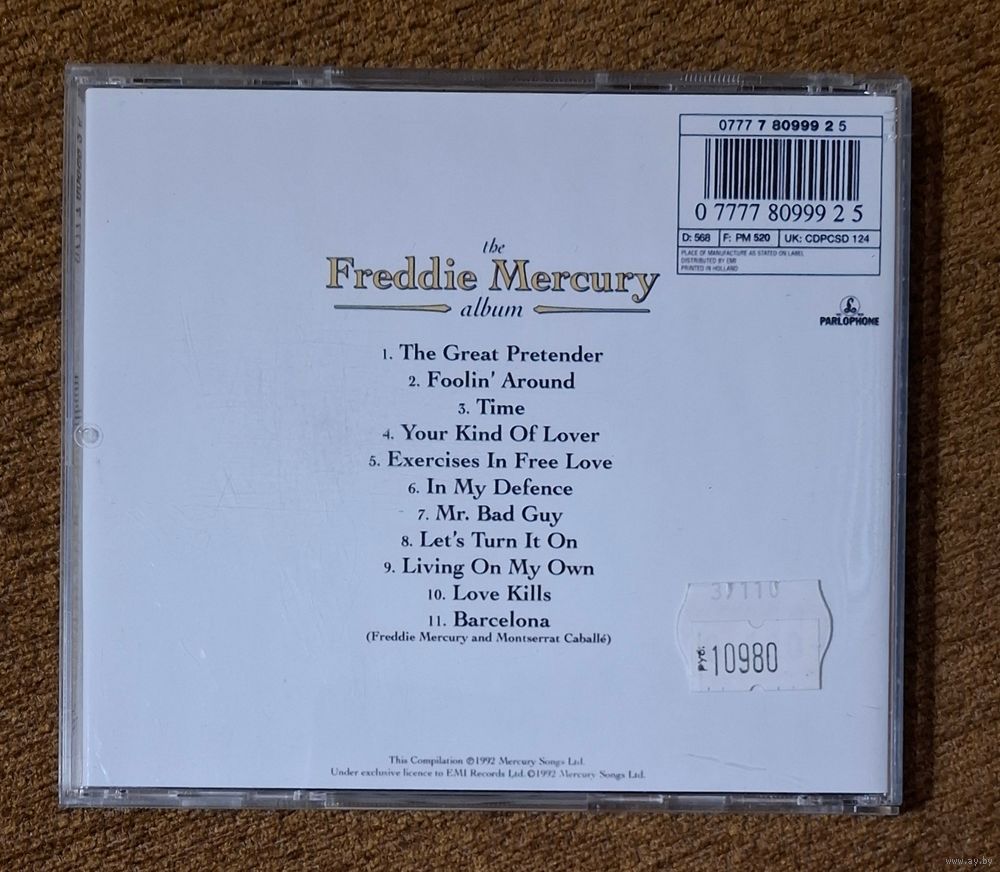 0777 7 80999 2 5
0 7777 80999 2 5
D: 568 F: PM 520 UK: CDPCSD 124
PLACE OF MANUFACTURE AS STATED ON LABEL
DISTRIBUTED BY EMI
PRINTED IN HOLLAND
PARLOPHONE
the
Freddie Mercury
album
1. The Great Pretender
2. Foolin' Around
3. Time
4. Your Kind Of Lover
5. Exercises In Free Love
6. In My Defence
7. Mr. Bad Guy
8. Let's Turn It On
9. Living On My Own
10. Love Kills
11. Barcelona
(Freddie Mercury and Montserrat Caballé)
руб. 10980
This Compilation ℗1992 Mercury Songs Ltd.
Under exclusive licence to EMI Records Ltd. ©1992 Mercury Songs Ltd.
www.ay.by